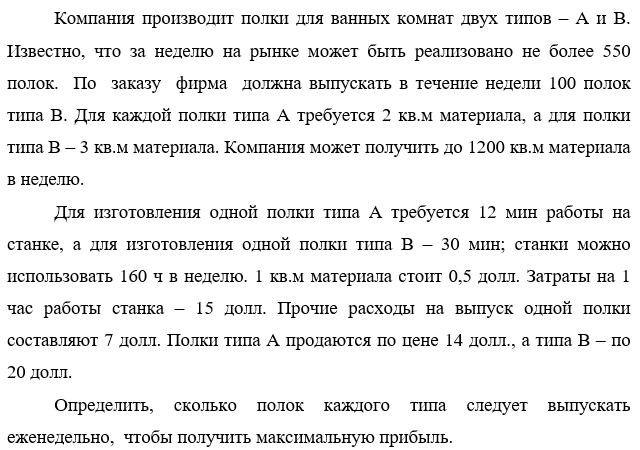 Компания производит полки для ванных комнат двух типов – А и В.
Известно, что за неделю на рынке может быть реализовано не более 550
полок. По заказу фирма должна выпускать в течение недели 100 полок
типа В. Для каждой полки типа А требуется 2 кв.м материала, а для полки
типа В – 3 кв.м материала. Компания может получить до 1200 кв.м материала
в неделю.
Для изготовления одной полки типа А требуется 12 мин работы на
станке, а для изготовления одной полки типа В – 30 мин; станки можно
использовать 160 ч в неделю. 1 кв.м материала стоит 0,5 долл. Затраты на 1
час работы станка – 15 долл. Прочие расходы на выпуск одной полки
составляют 7 долл. Полки типа А продаются по цене 14 долл., а типа В – по
20 долл.
Определить, сколько полок каждого типа следует выпускать
еженедельно, чтобы получить максимальную прибыль.